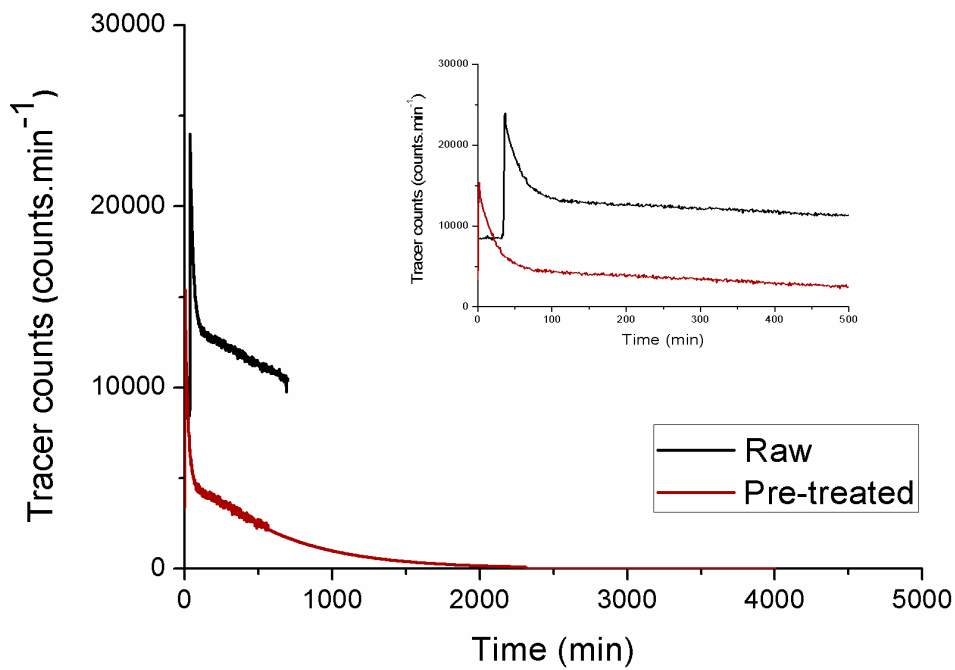 30000
20000
10000
0
Tracer counts (counts.min-1)
0 1000 2000 3000 4000 5000
Time (min)
30000
20000
10000
0
Tracer counts (counts.min-1)
0 100 200 300 400 500
Time (min)
Raw
Pre-treated